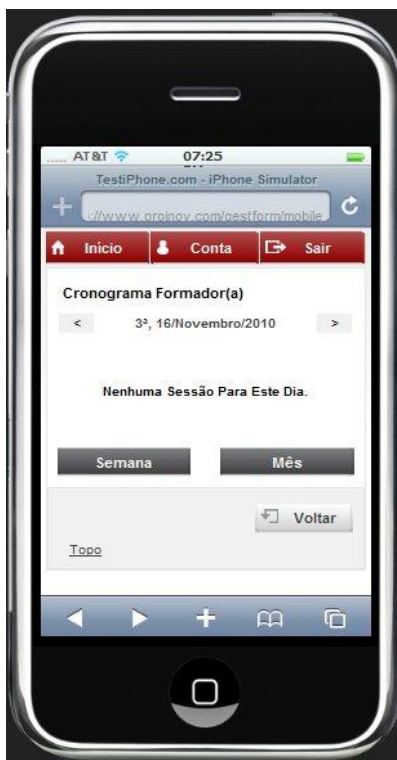 AT&T 07:25
TestiPhone.com - iPhone Simulator
://www.proinov.com/gestform/mobile
Inicio Conta Sair
Cronograma Formador(a)
< 3ª, 16/Novembro/2010 >
Nenhuma Sessão Para Este Dia.
Semana Mês
Voltar
Topo